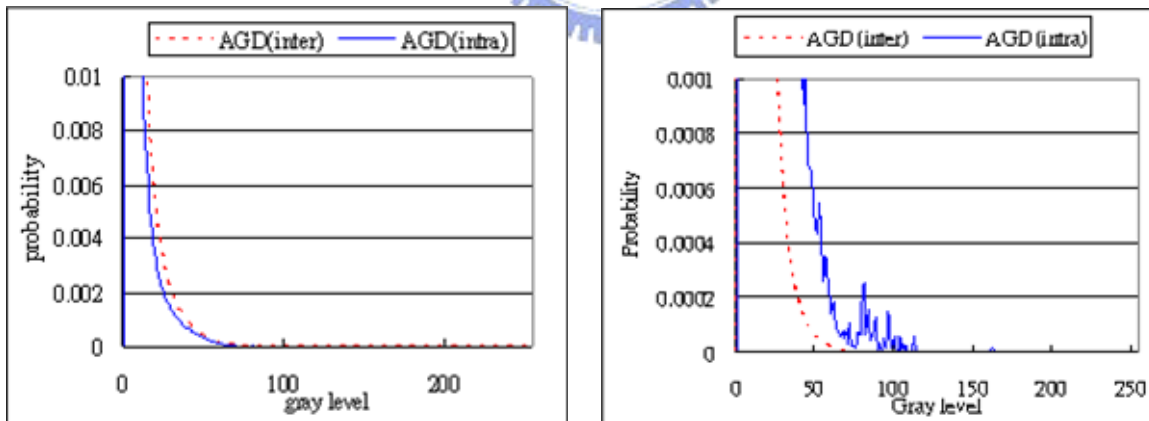 AGD(inter) AGD(intra)
0.01
0.008
0.006
0.004
0.002
0
probability
0 100 200
gray level
AGD(inter) AGD(intra)
0.001
0.0008
0.0006
0.0004
0.0002
0
Probability
0 50 100 150 200 250
Gray level